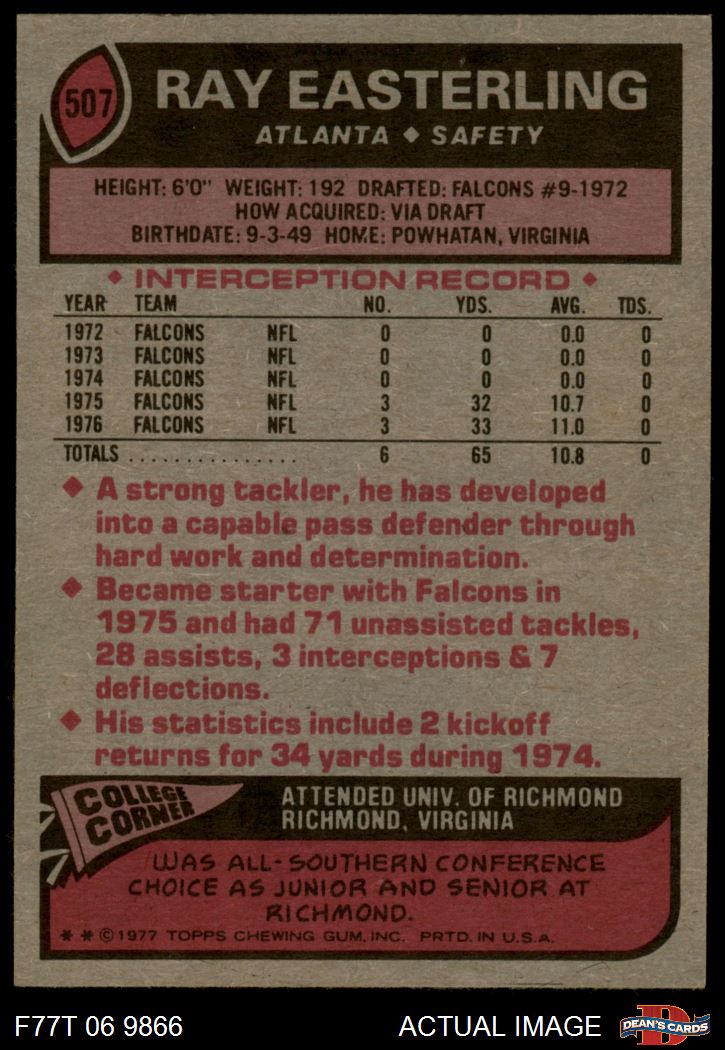 507
RAY EASTERLING
ATLANTA ◆ SAFETY
HEIGHT: 6'0" WEIGHT: 192 DRAFTED: FALCONS #9-1972
HOW ACQUIRED: VIA DRAFT
BIRTHDATE: 9-3-49 HOME: POWHATAN, VIRGINIA
◆ INTERCEPTION RECORD ◆
YEAR TEAM NO. YDS. AVG. TDS.
1972 FALCONS NFL 0 0 0.0 0
1973 FALCONS NFL 0 0 0.0 0
1974 FALCONS NFL 0 0 0.0 0
1975 FALCONS NFL 3 32 10.7 0
1976 FALCONS NFL 3 33 11.0 0
TOTALS ............... 6 65 10.8 0
◆ A strong tackler, he has developed
into a capable pass defender through
hard work and determination.
◆ Became starter with Falcons in
1975 and had 71 unassisted tackles,
28 assists, 3 interceptions & 7
deflections.
◆ His statistics include 2 kickoff
returns for 34 yards during 1974.
COLLEGE
CORNER
ATTENDED UNIV. OF RICHMOND
RICHMOND, VIRGINIA
WAS ALL-SOUTHERN CONFERENCE
CHOICE AS JUNIOR AND SENIOR AT
RICHMOND.
* * © 1977 TOPPS CHEWING GUM, INC. PRTD. IN U.S.A.
F77T 06 9866 ACTUAL IMAGE D DEAN'S CARDS